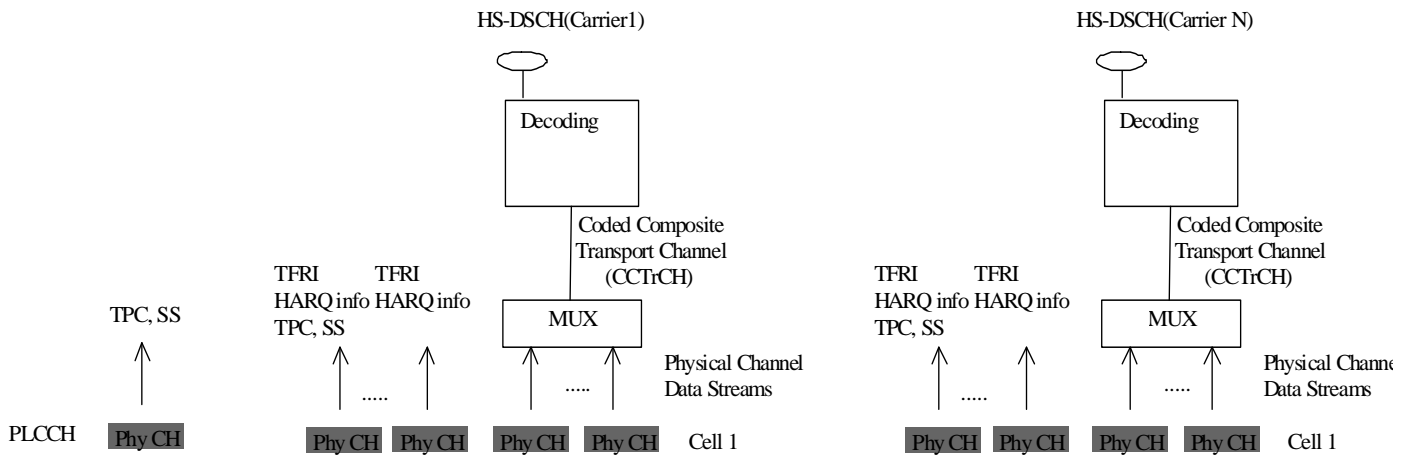 HS-DSCH(Carrier1)
HS-DSCH(Carrier N)
Decoding
Decoding
Coded Composite
Transport Channel
(CCTrCH)
Coded Composite
Transport Channel
(CCTrCH)
TPC, SS
TFRI
HARQ info
TPC, SS
TFRI
HARQ info
MUX
TFRI
HARQ info
TPC, SS
TFRI
HARQ info
MUX
Physical Channel
Data Streams
Physical Channe
Data Streams
.....
.....
.....
.....
PLCCH
Phy CH
Phy CH
Phy CH
Phy CH
Phy CH
Cell 1
Phy CH
Phy CH
Phy CH
Phy CH
Cell 1